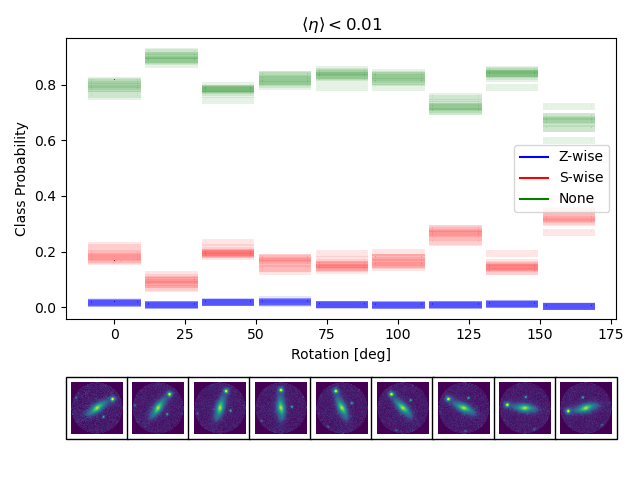 ⟨η⟩ < 0.01
Class Probability
0.8
0.6
0.4
0.2
0.0
Z-wise
S-wise
None
0 25 50 75 100 125 150 175
Rotation [deg]